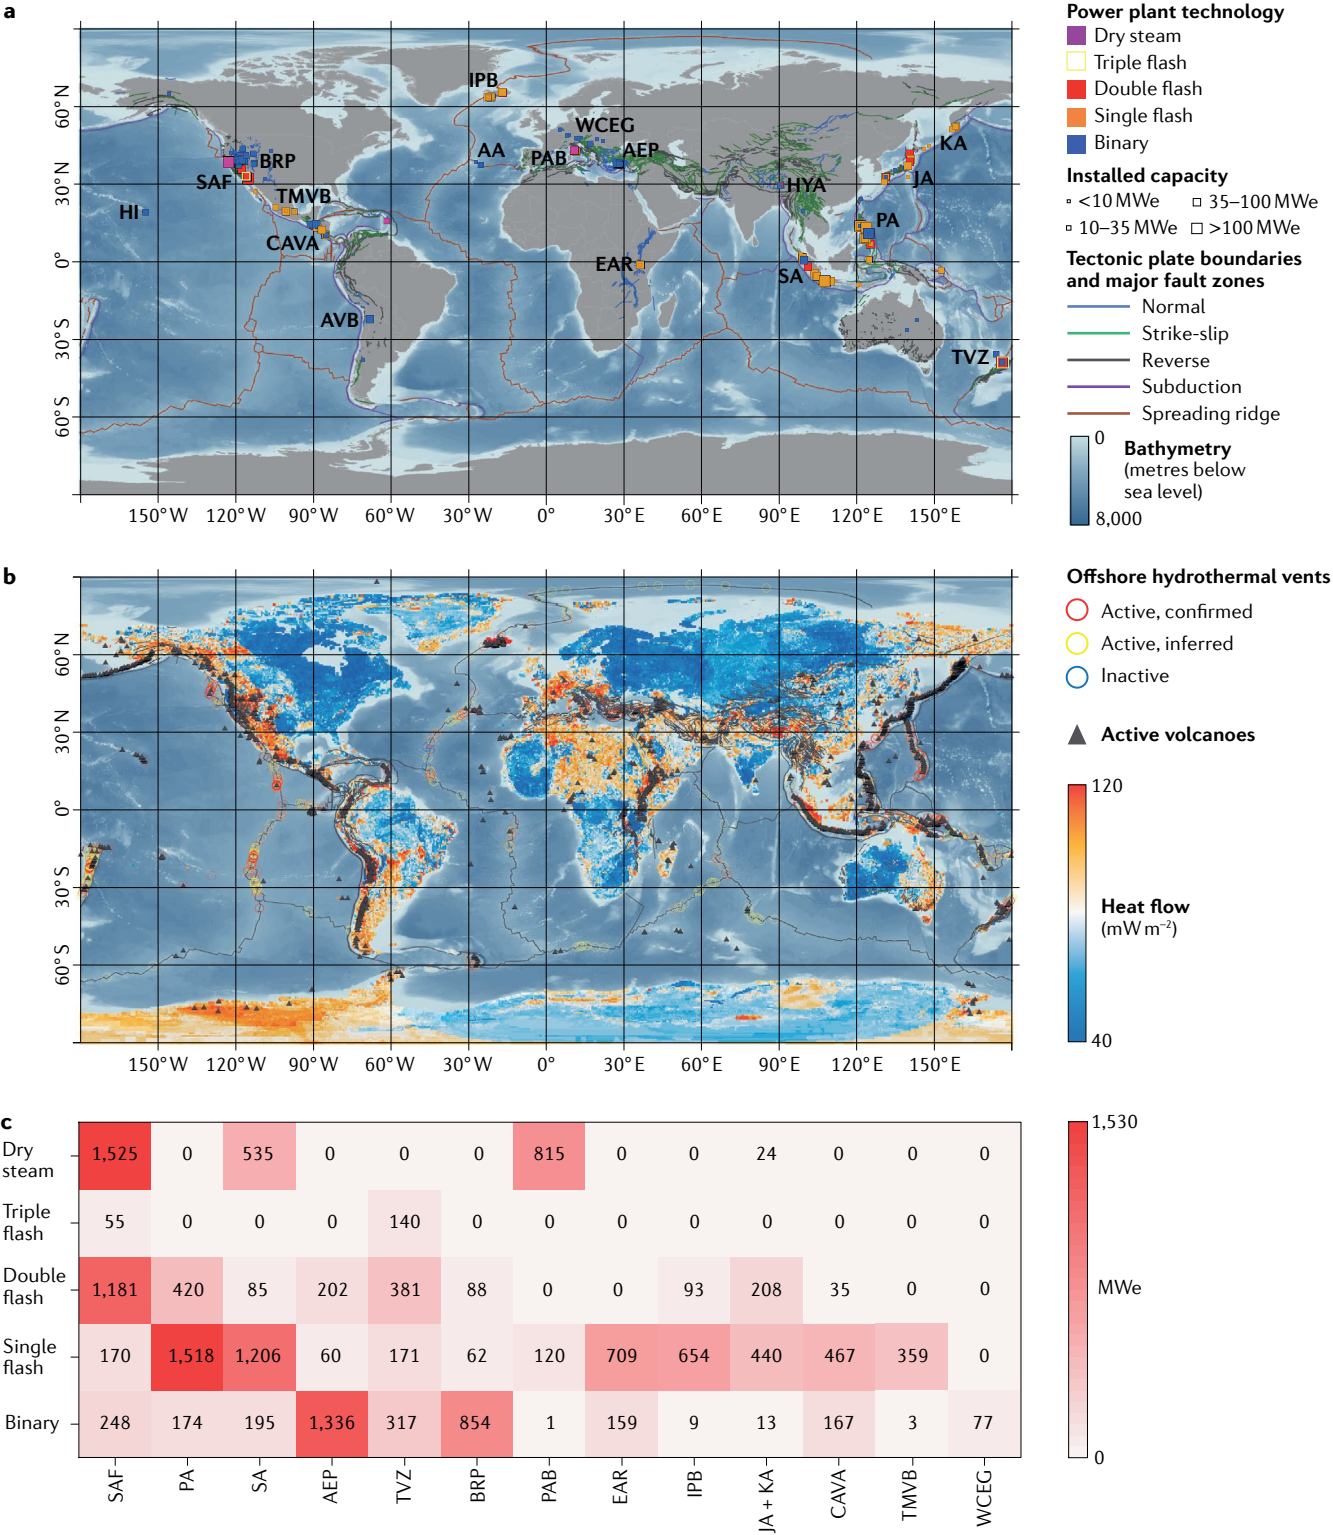 a
Power plant technology
Dry steam
Triple flash
Double flash
Single flash
Binary
Installed capacity
<10 MWe
35–100 MWe
10–35 MWe
>100 MWe
Tectonic plate boundaries
and major fault zones
Normal
Strike-slip
Reverse
Subduction
Spreading ridge
0
Bathymetry
(metres below
sea level)
8,000
60° N
30° N
0°
30° S
60° S
IPB
WCEG
KA
AA
PAB
AEP
BRP
SAF
JA
HYA
TMVB
HI
PA
CAVA
EAR
SA
AVB
TVZ
150° W 120° W 90° W 60° W 30° W 0° 30° E 60° E 90° E 120° E 150° E
b
Offshore hydrothermal vents
Active, confirmed
Active, inferred
Inactive
Active volcanoes
120
Heat flow
(mW m⁻²)
40
60° N
30° N
0°
30° S
60° S
150° W 120° W 90° W 60° W 30° W 0° 30° E 60° E 90° E 120° E 150° E
c
Dry
steam
1,525 0 535 0 0 0 815 0 0 24 0 0 0
Triple
flash
55 0 0 0 140 0 0 0 0 0 0 0 0
Double
flash
1,181 420 85 202 381 88 0 0 93 208 35 0 0
Single
flash
170 1,518 1,206 60 171 62 120 709 654 440 467 359 0
Binary
248 174 195 1,336 317 854 1 159 9 13 167 3 77
SAF PA SA AEP TVZ BRP PAB EAR IPB JA + KA CAVA TMVB WCEG
1,530
MWe
0